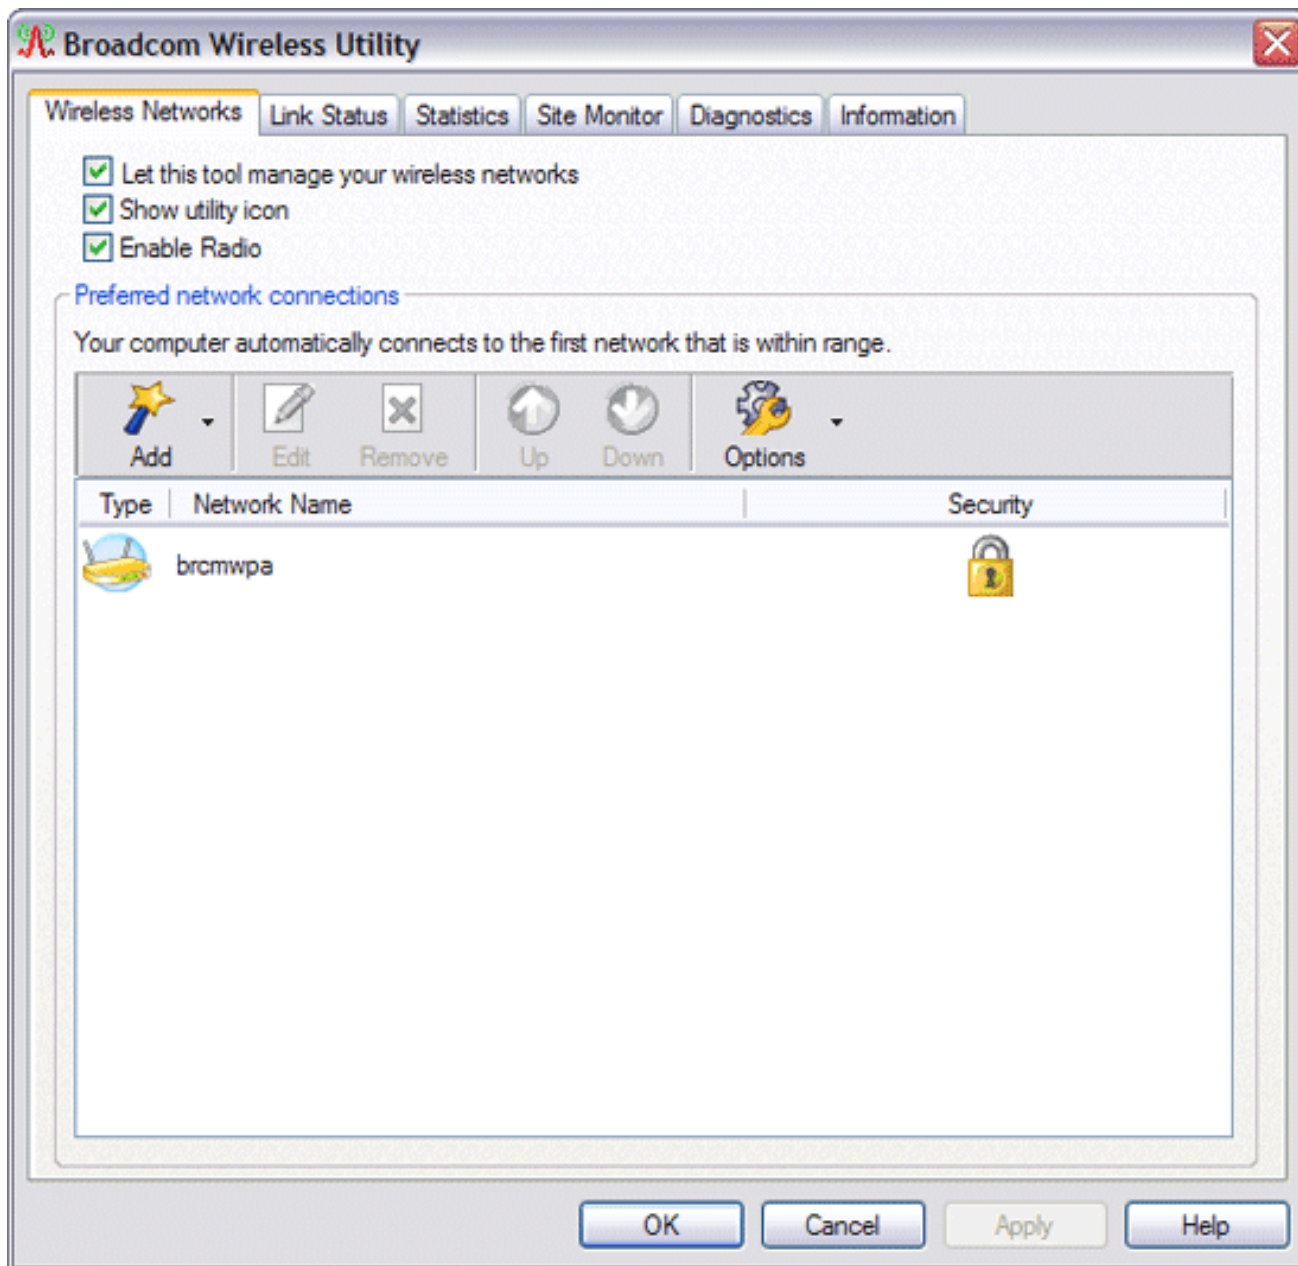 Broadcom Wireless Utility
Wireless Networks Link Status Statistics Site Monitor Diagnostics Information
Let this tool manage your wireless networks
Show utility icon
Enable Radio
Preferred network connections
Your computer automatically connects to the first network that is within range.
Add Edit Remove Up Down Options
Type Network Name Security
brcmwpa
OK Cancel Apply Help